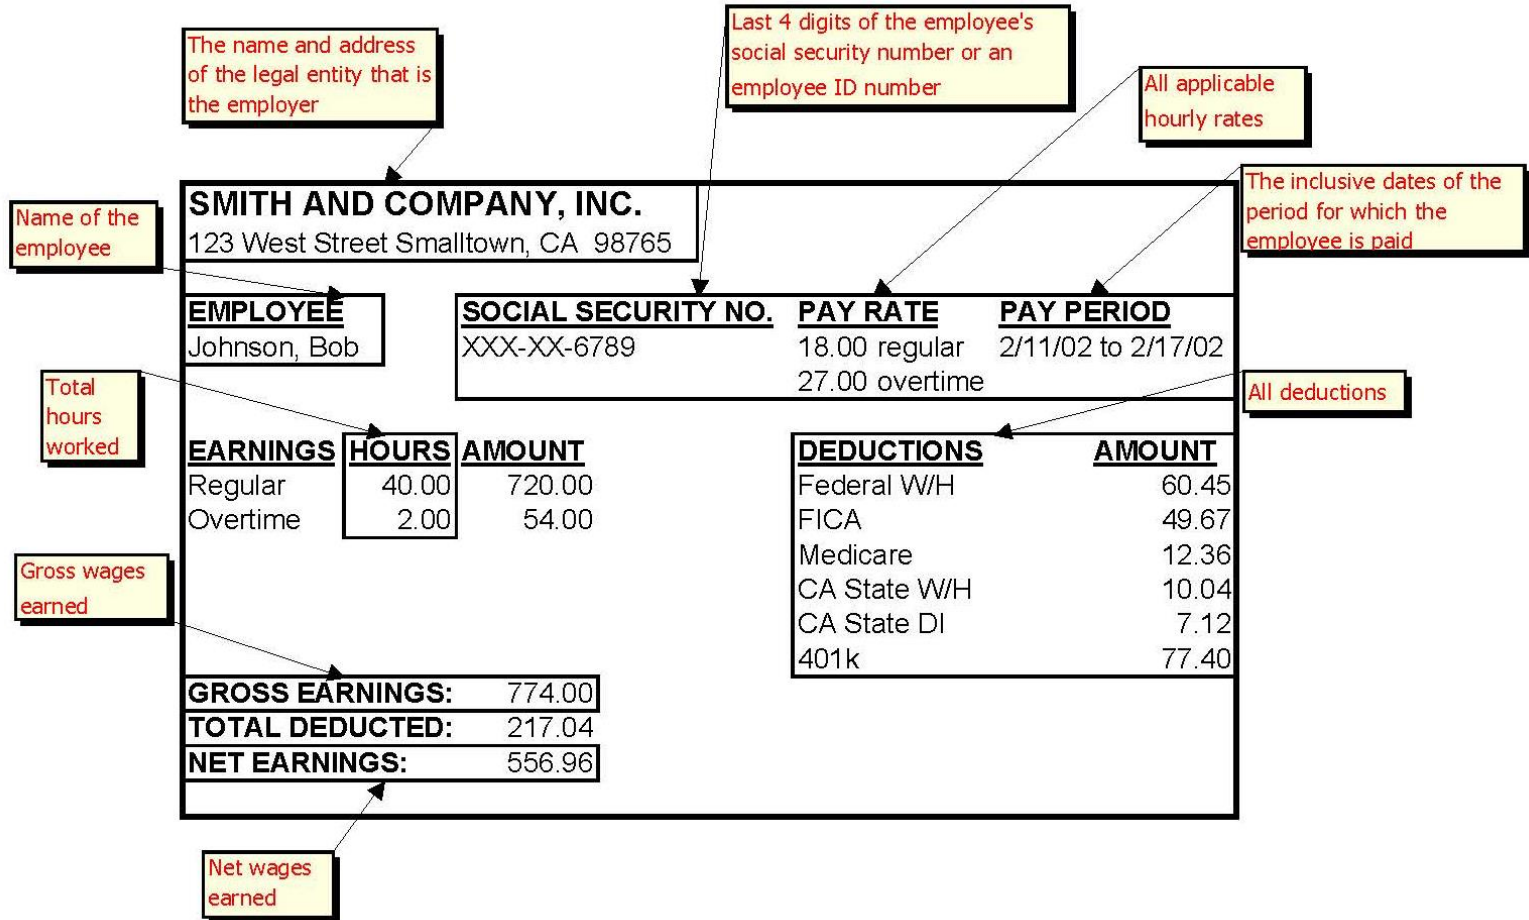 The name and address
of the legal entity that is
the employer
Last 4 digits of the employee's
social security number or an
employee ID number
All applicable
hourly rates
The inclusive dates of the
period for which the
employee is paid
Name of the
employee
SMITH AND COMPANY, INC.
123 West Street Smalltown, CA 98765
EMPLOYEE SOCIAL SECURITY NO. PAY RATE PAY PERIOD
Johnson, Bob XXX-XX-6789 18.00 regular 2/11/02 to 2/17/02
27.00 overtime
Total
hours
worked
All deductions
EARNINGS HOURS AMOUNT DEDUCTIONS AMOUNT
Regular 40.00 720.00 Federal W/H 60.45
Overtime 2.00 54.00 FICA 49.67
Medicare 12.36
CA State W/H 10.04
CA State DI 7.12
401k 77.40
Gross wages
earned
GROSS EARNINGS: 774.00
TOTAL DEDUCTED: 217.04
NET EARNINGS: 556.96
Net wages
earned